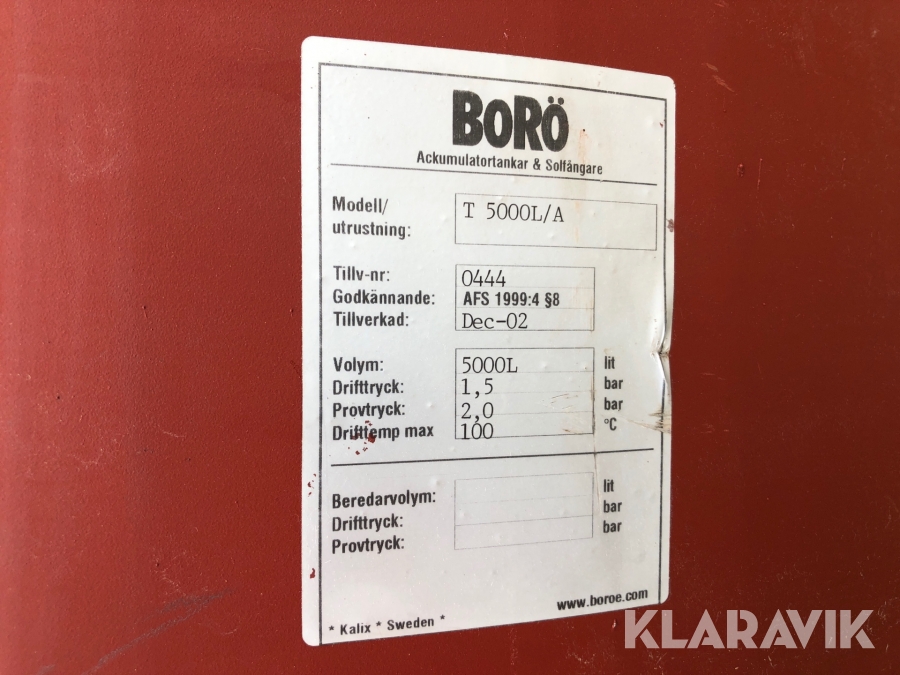 BORÖ
Ackumulatortankar & Solfångare
Modell/ T 5000L/A
utrustning:
Tillv-nr: 0444
Godkännande: AFS 1999:4 §8
Tillverkad: Dec-02
Volym: 5000L lit
Drifttryck: 1,5 bar
Provtryck: 2,0 bar
Drifttemp max 100 °C
Beredarvolym: lit
Drifttryck: bar
Provtryck: bar
www.boroe.com
* Kalix * Sweden *
KLARAVIK